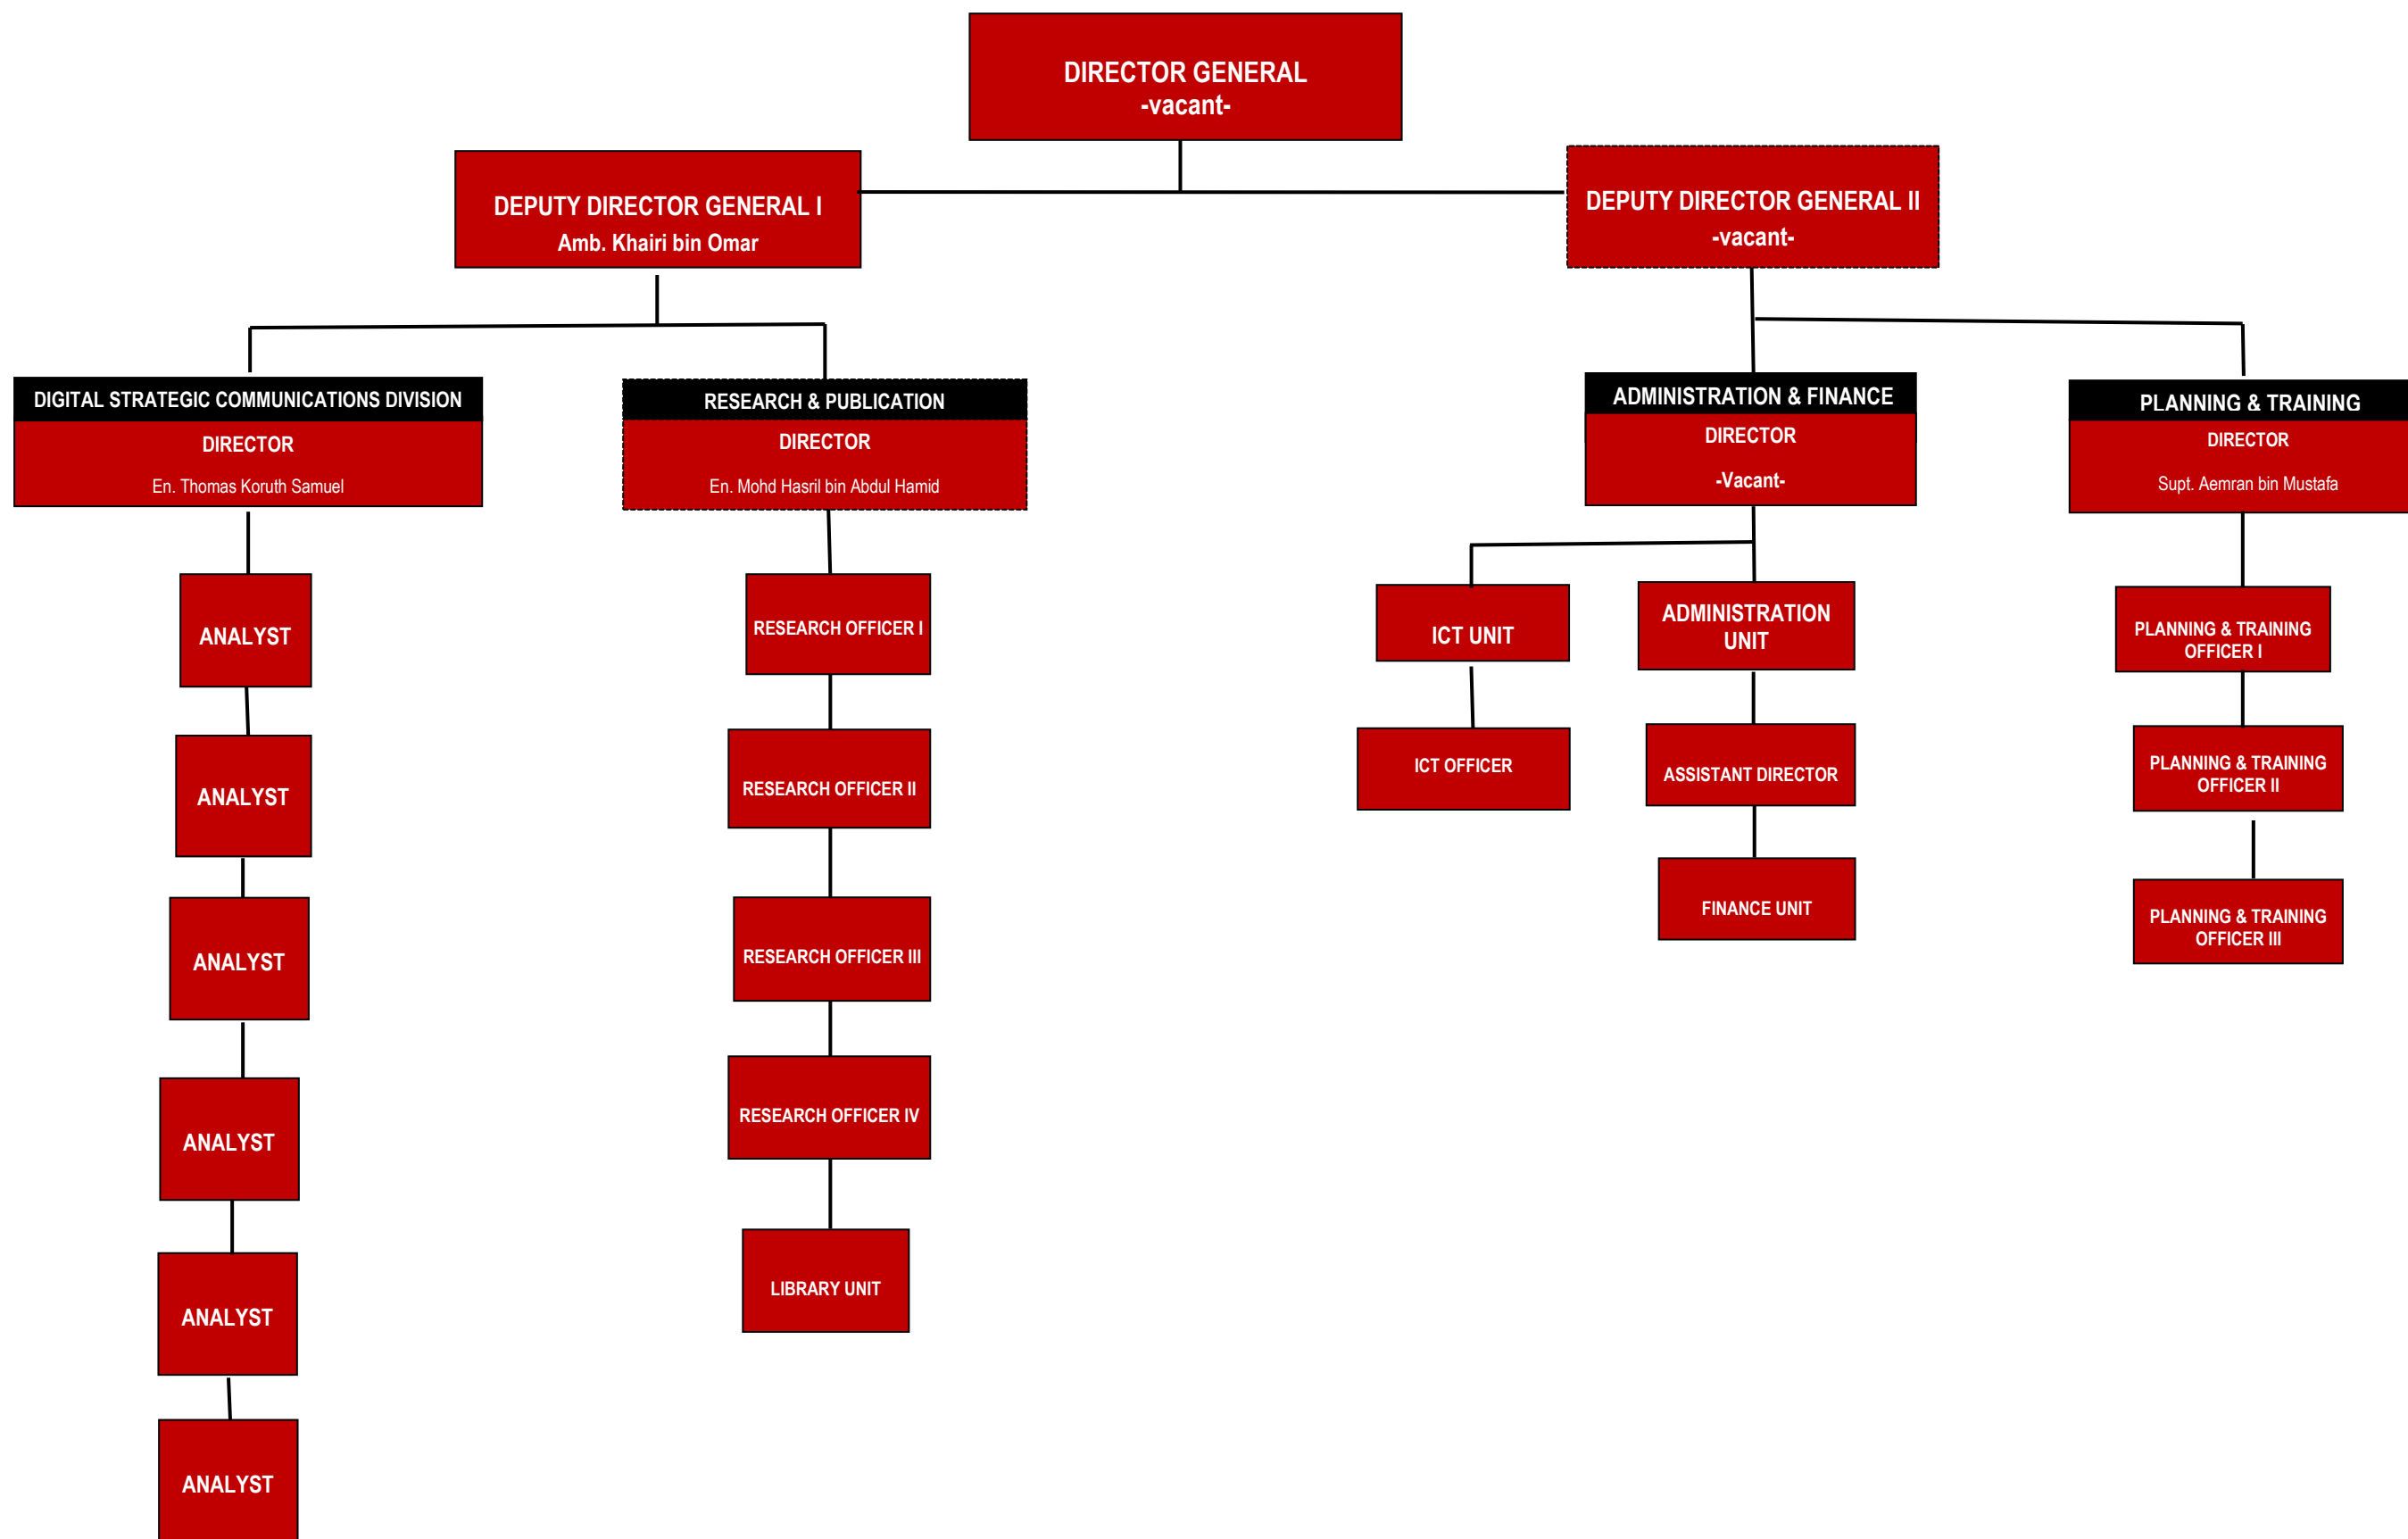 DIRECTOR GENERAL
-vacant-
DEPUTY DIRECTOR GENERAL I
Amb. Khairi bin Omar
DEPUTY DIRECTOR GENERAL II
-vacant-
DIGITAL STRATEGIC COMMUNICATIONS DIVISION
DIRECTOR
En. Thomas Koruth Samuel
RESEARCH & PUBLICATION
DIRECTOR
En. Mohd Hasril bin Abdul Hamid
ADMINISTRATION & FINANCE
DIRECTOR
-Vacant-
PLANNING & TRAINING
DIRECTOR
Supt. Aemran bin Mustafa
ANALYST
ANALYST
ANALYST
ANALYST
ANALYST
ANALYST
RESEARCH OFFICER I
RESEARCH OFFICER II
RESEARCH OFFICER III
RESEARCH OFFICER IV
LIBRARY UNIT
ICT UNIT
ICT OFFICER
ADMINISTRATION
UNIT
ASSISTANT DIRECTOR
FINANCE UNIT
PLANNING & TRAINING
OFFICER I
PLANNING & TRAINING
OFFICER II
PLANNING & TRAINING
OFFICER III